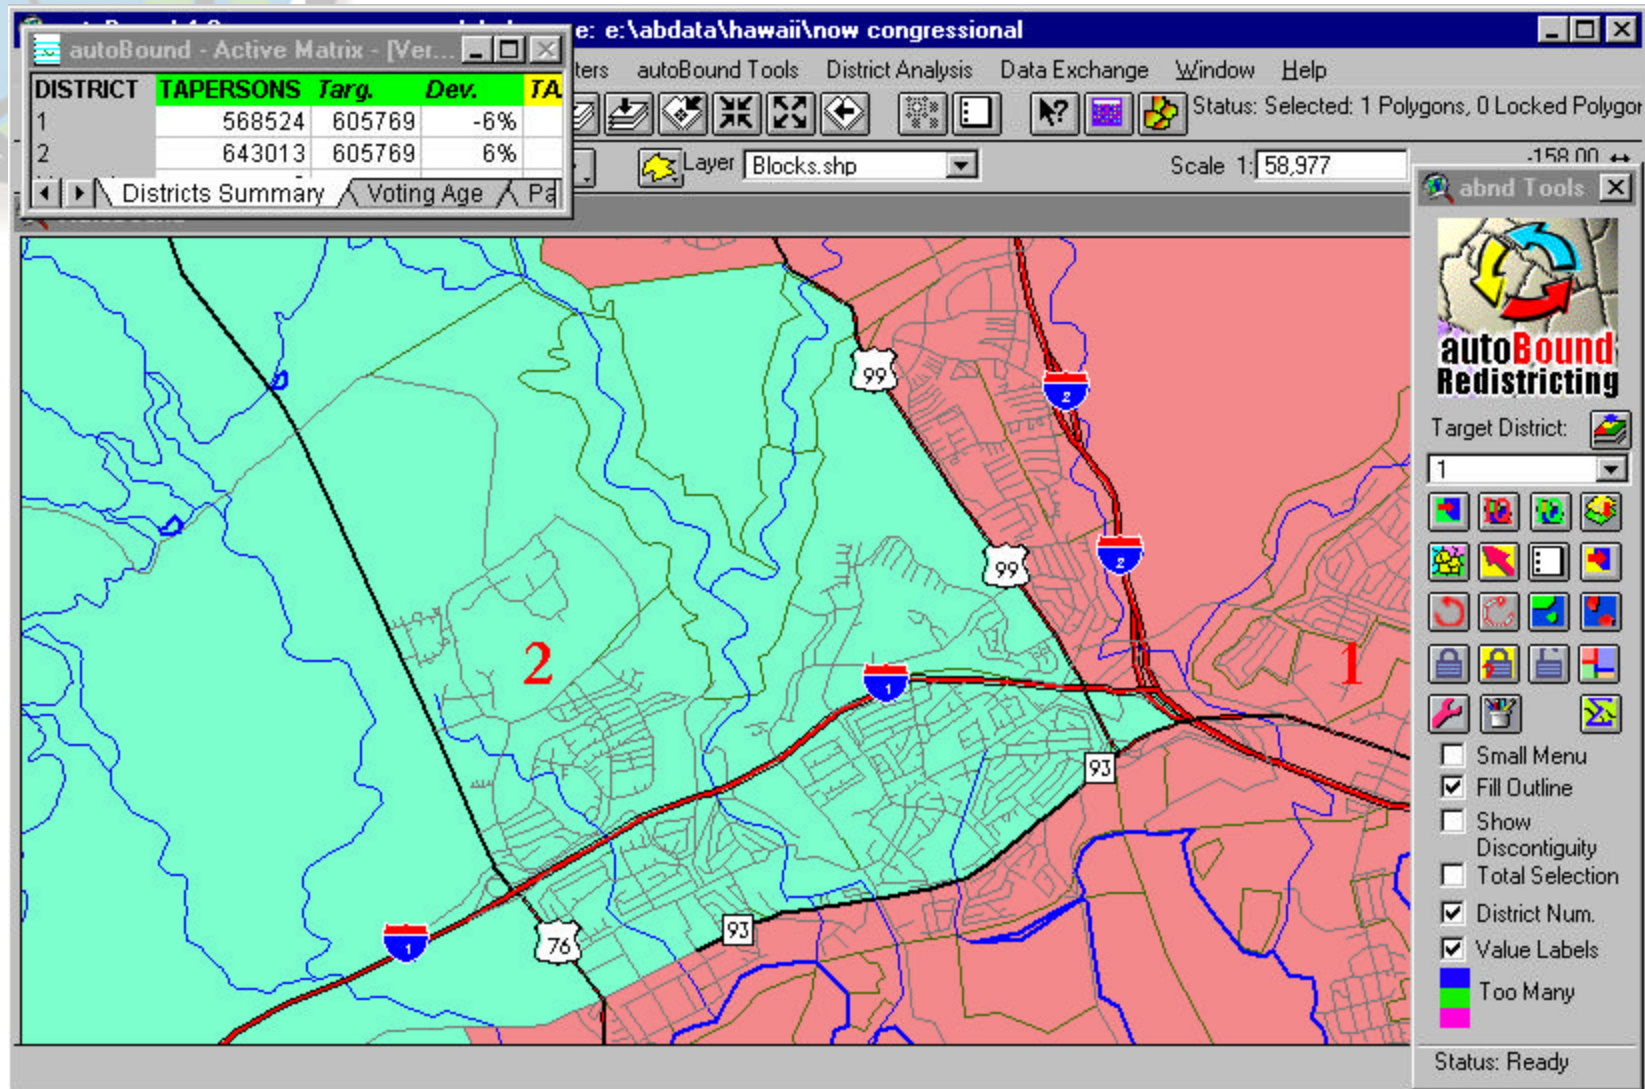 e: e:\abdata\hawaii\now congressional
autoBound - Active Matrix - [Ver...
DISTRICT TAPERSONS Targ. Dev. TA
1 568524 605769 -6%
2 643013 605769 6%
Districts Summary Voting Age Pa
ters autoBound Tools District Analysis Data Exchange Window Help
Status: Selected: 1 Polygons, 0 Locked Polygon
Layer Blocks.shp Scale 1: 58,977 -158.00
abnd Tools
autoBound
Redistricting
Target District:
1
Small Menu
Fill Outline
Show
Discontiguity
Total Selection
District Num.
Value Labels
Too Many
Status: Ready
99
2
99
2
2
1
1
93
93
1
76